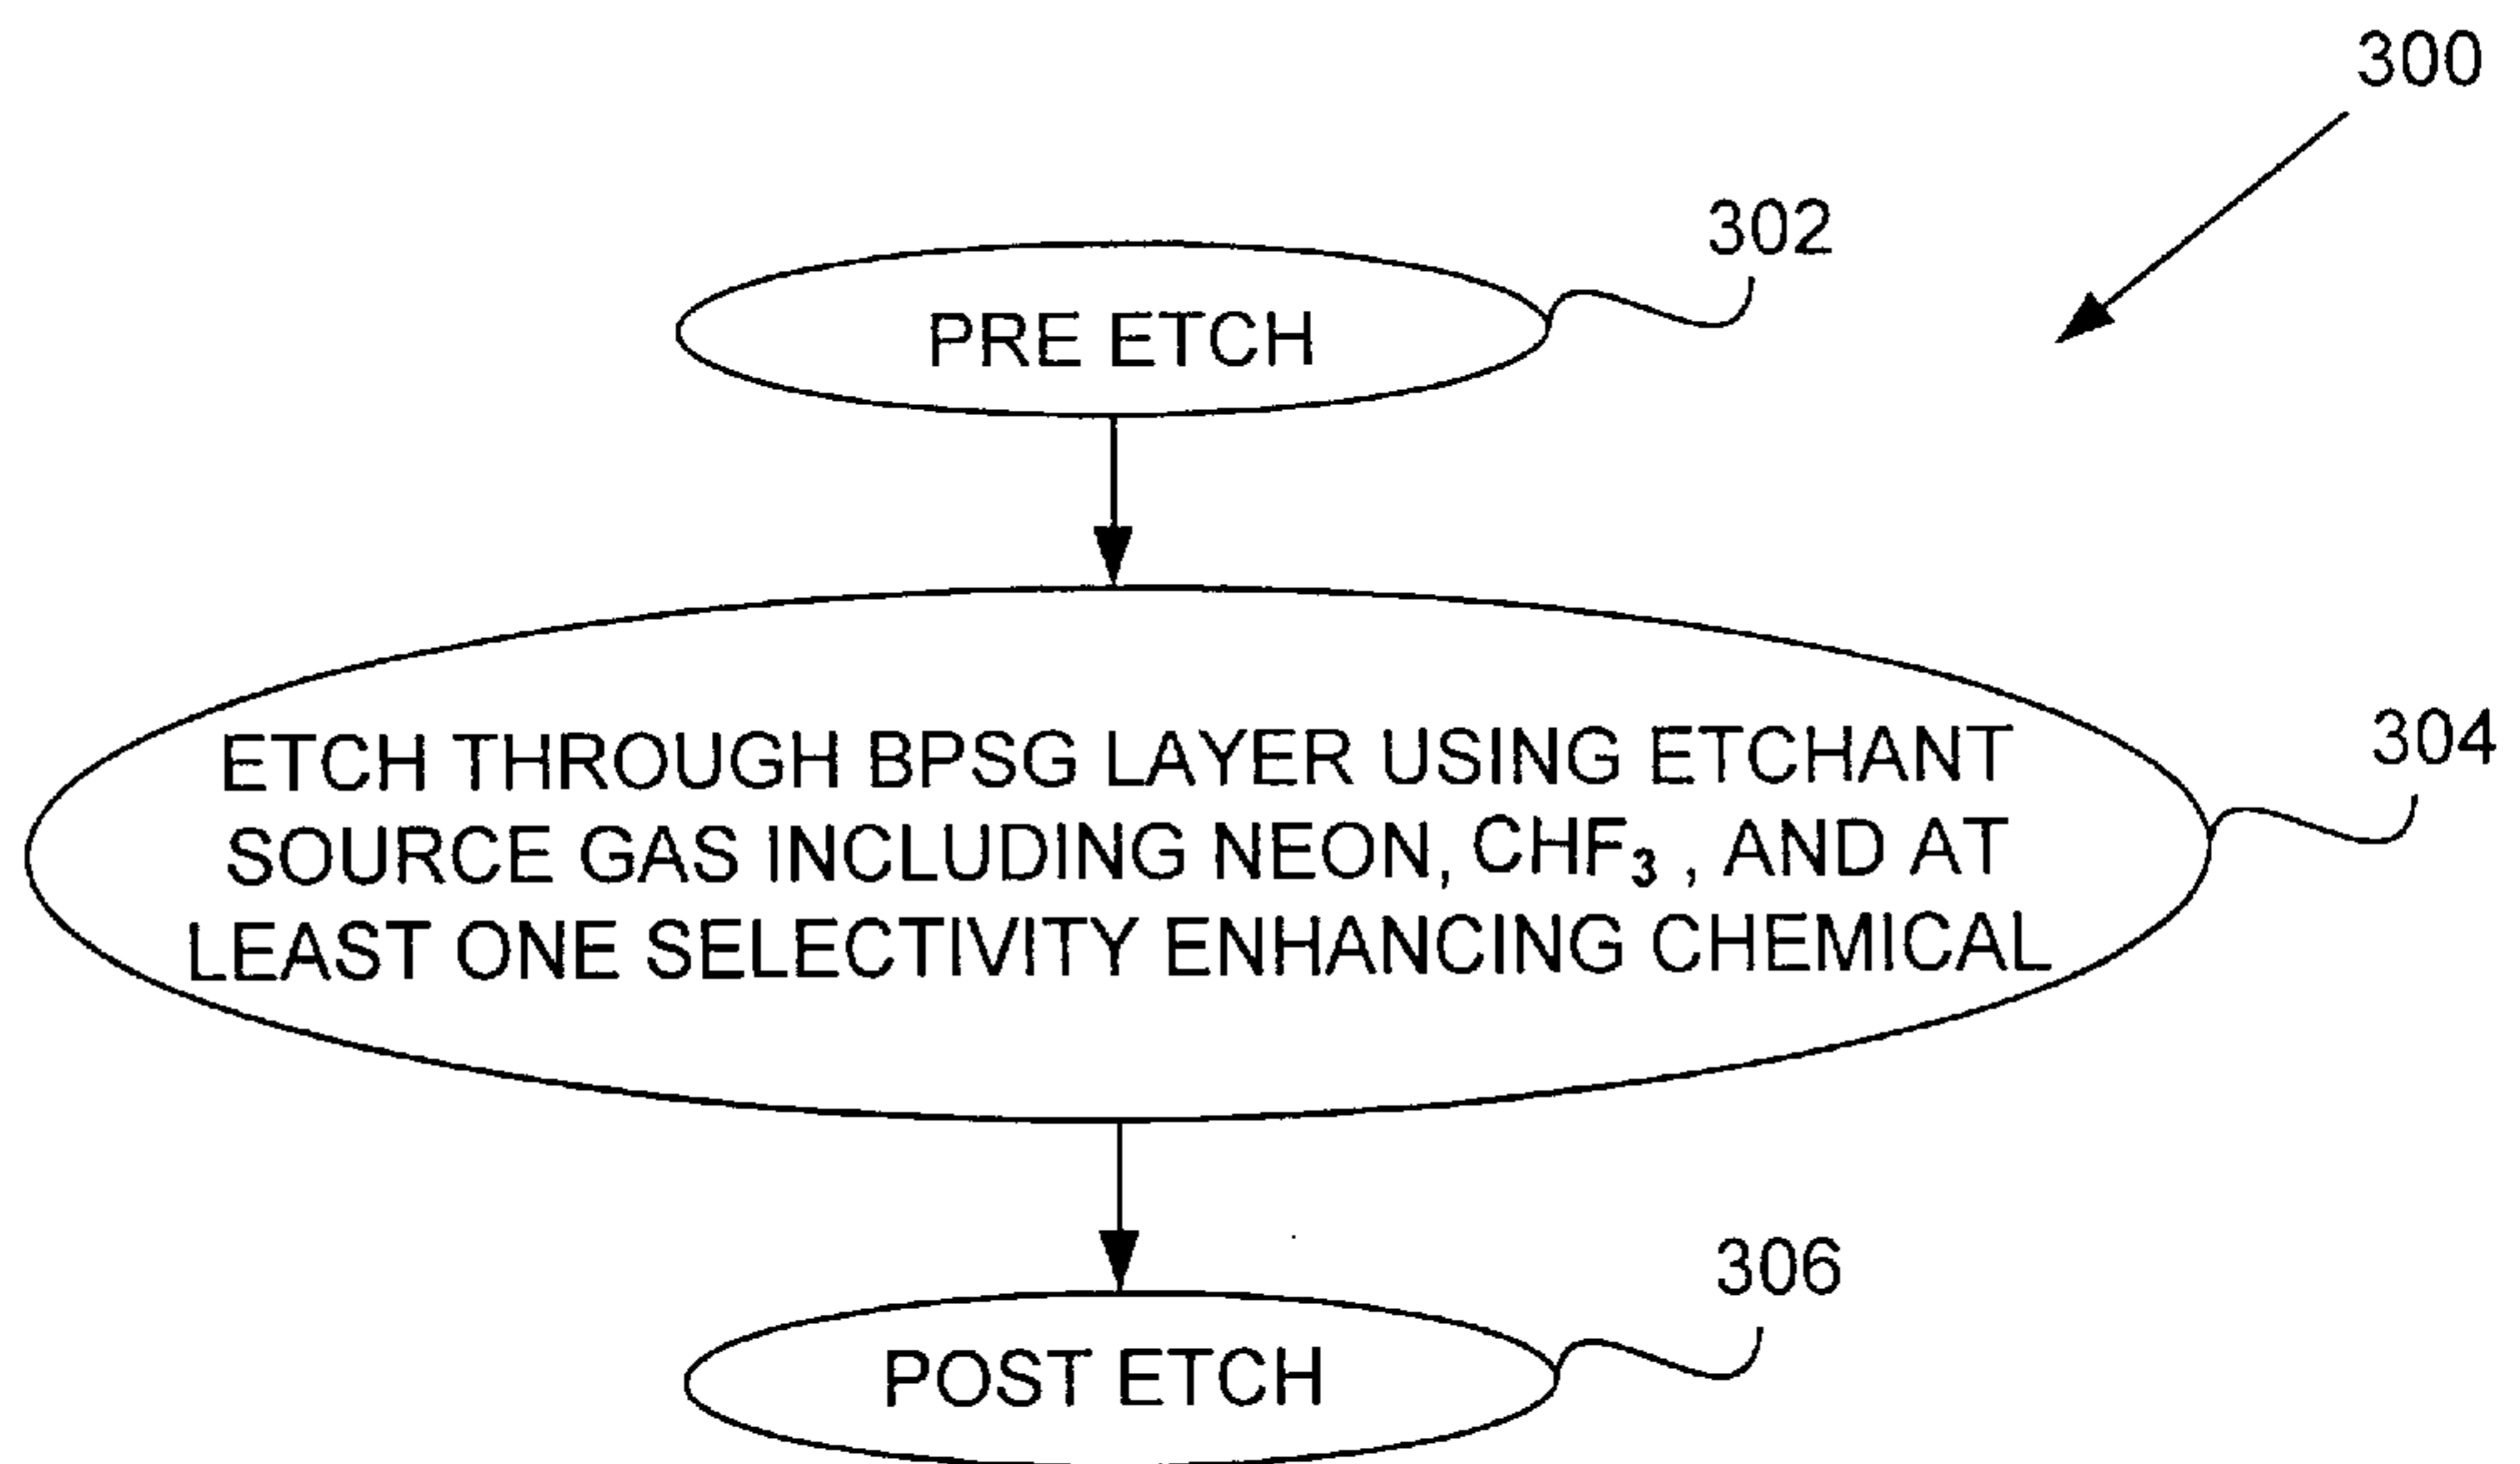 300
302
PRE ETCH
304
ETCH THROUGH BPSG LAYER USING ETCHANT
SOURCE GAS INCLUDING NEON, CHF₃, AND AT
LEAST ONE SELECTIVITY ENHANCING CHEMICAL
306
POST ETCH